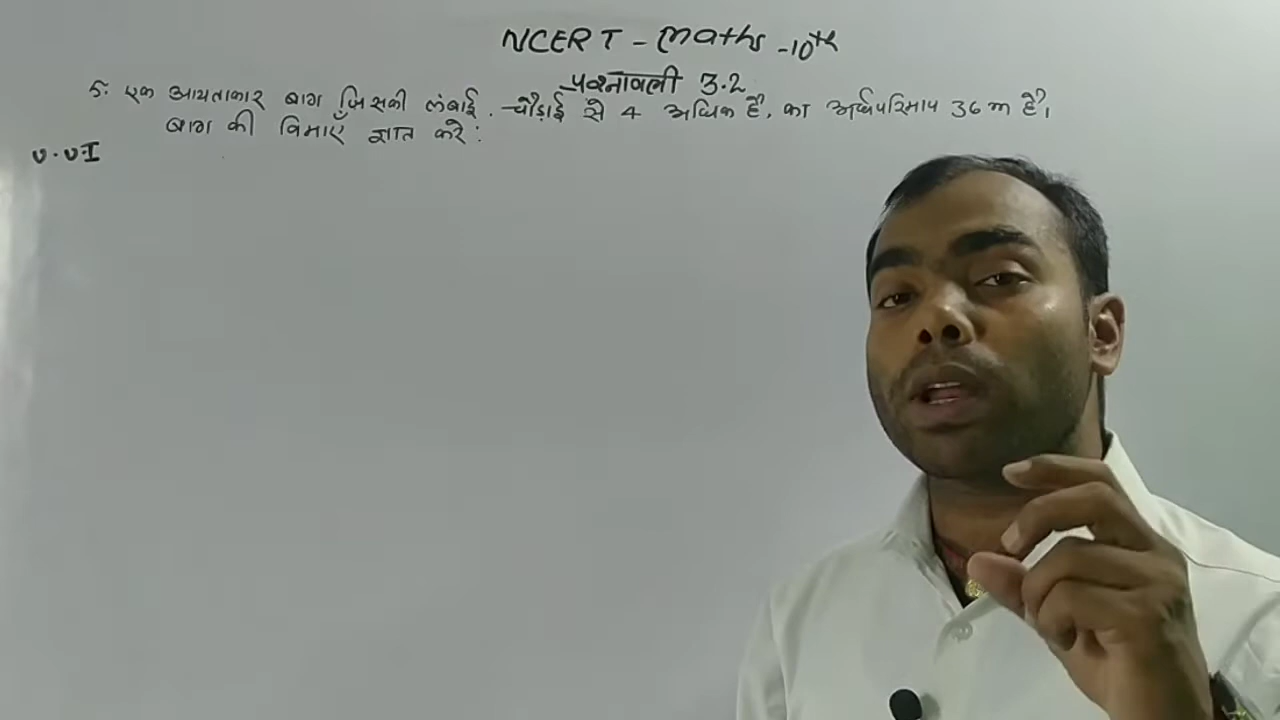 NCERT - Maths - 10th
प्रश्नावली 3.2
5. एक आयताकार बाग जिसकी लंबाई, चौड़ाई से 4 अधिक है, का अर्धपरिमाप 36 m है।
बाग की विमाएँ ज्ञात करें:
V.V.I